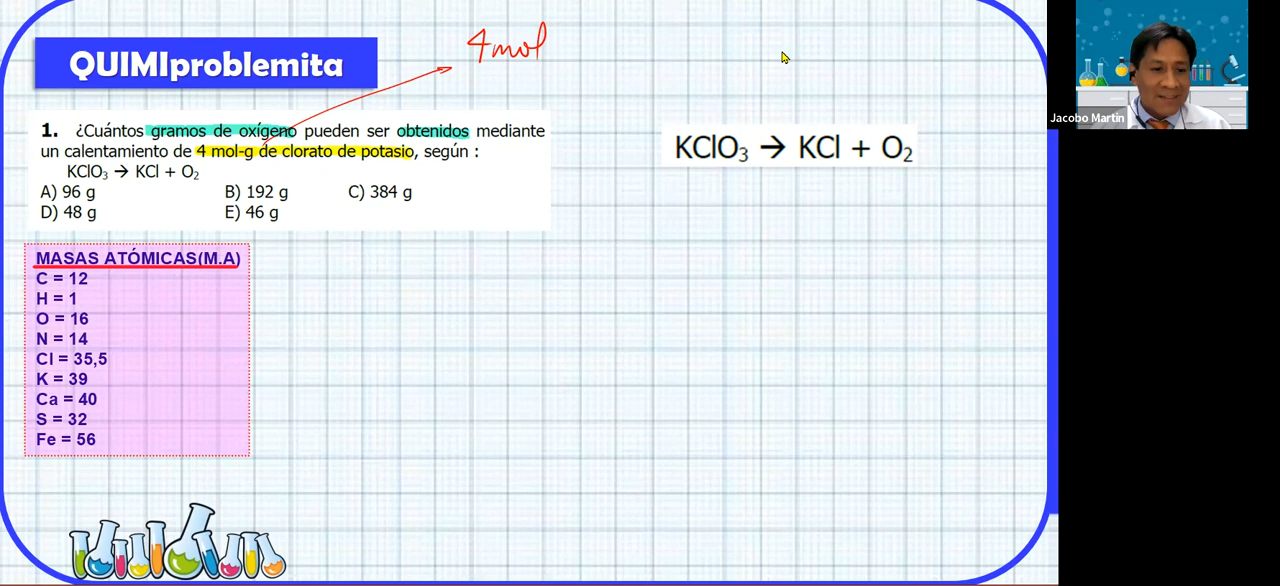 4 mol
QUIMIproblemita
Jacobo Martin
1. ¿Cuántos gramos de oxígeno pueden ser obtenidos mediante
un calentamiento de 4 mol-g de clorato de potasio, según :
KClO₃ → KCl + O₂
A) 96 g B) 192 g C) 384 g
D) 48 g E) 46 g
KClO₃ → KCl + O₂
MASAS ATÓMICAS(M.A)
C = 12
H = 1
O = 16
N = 14
Cl = 35,5
K = 39
Ca = 40
S = 32
Fe = 56